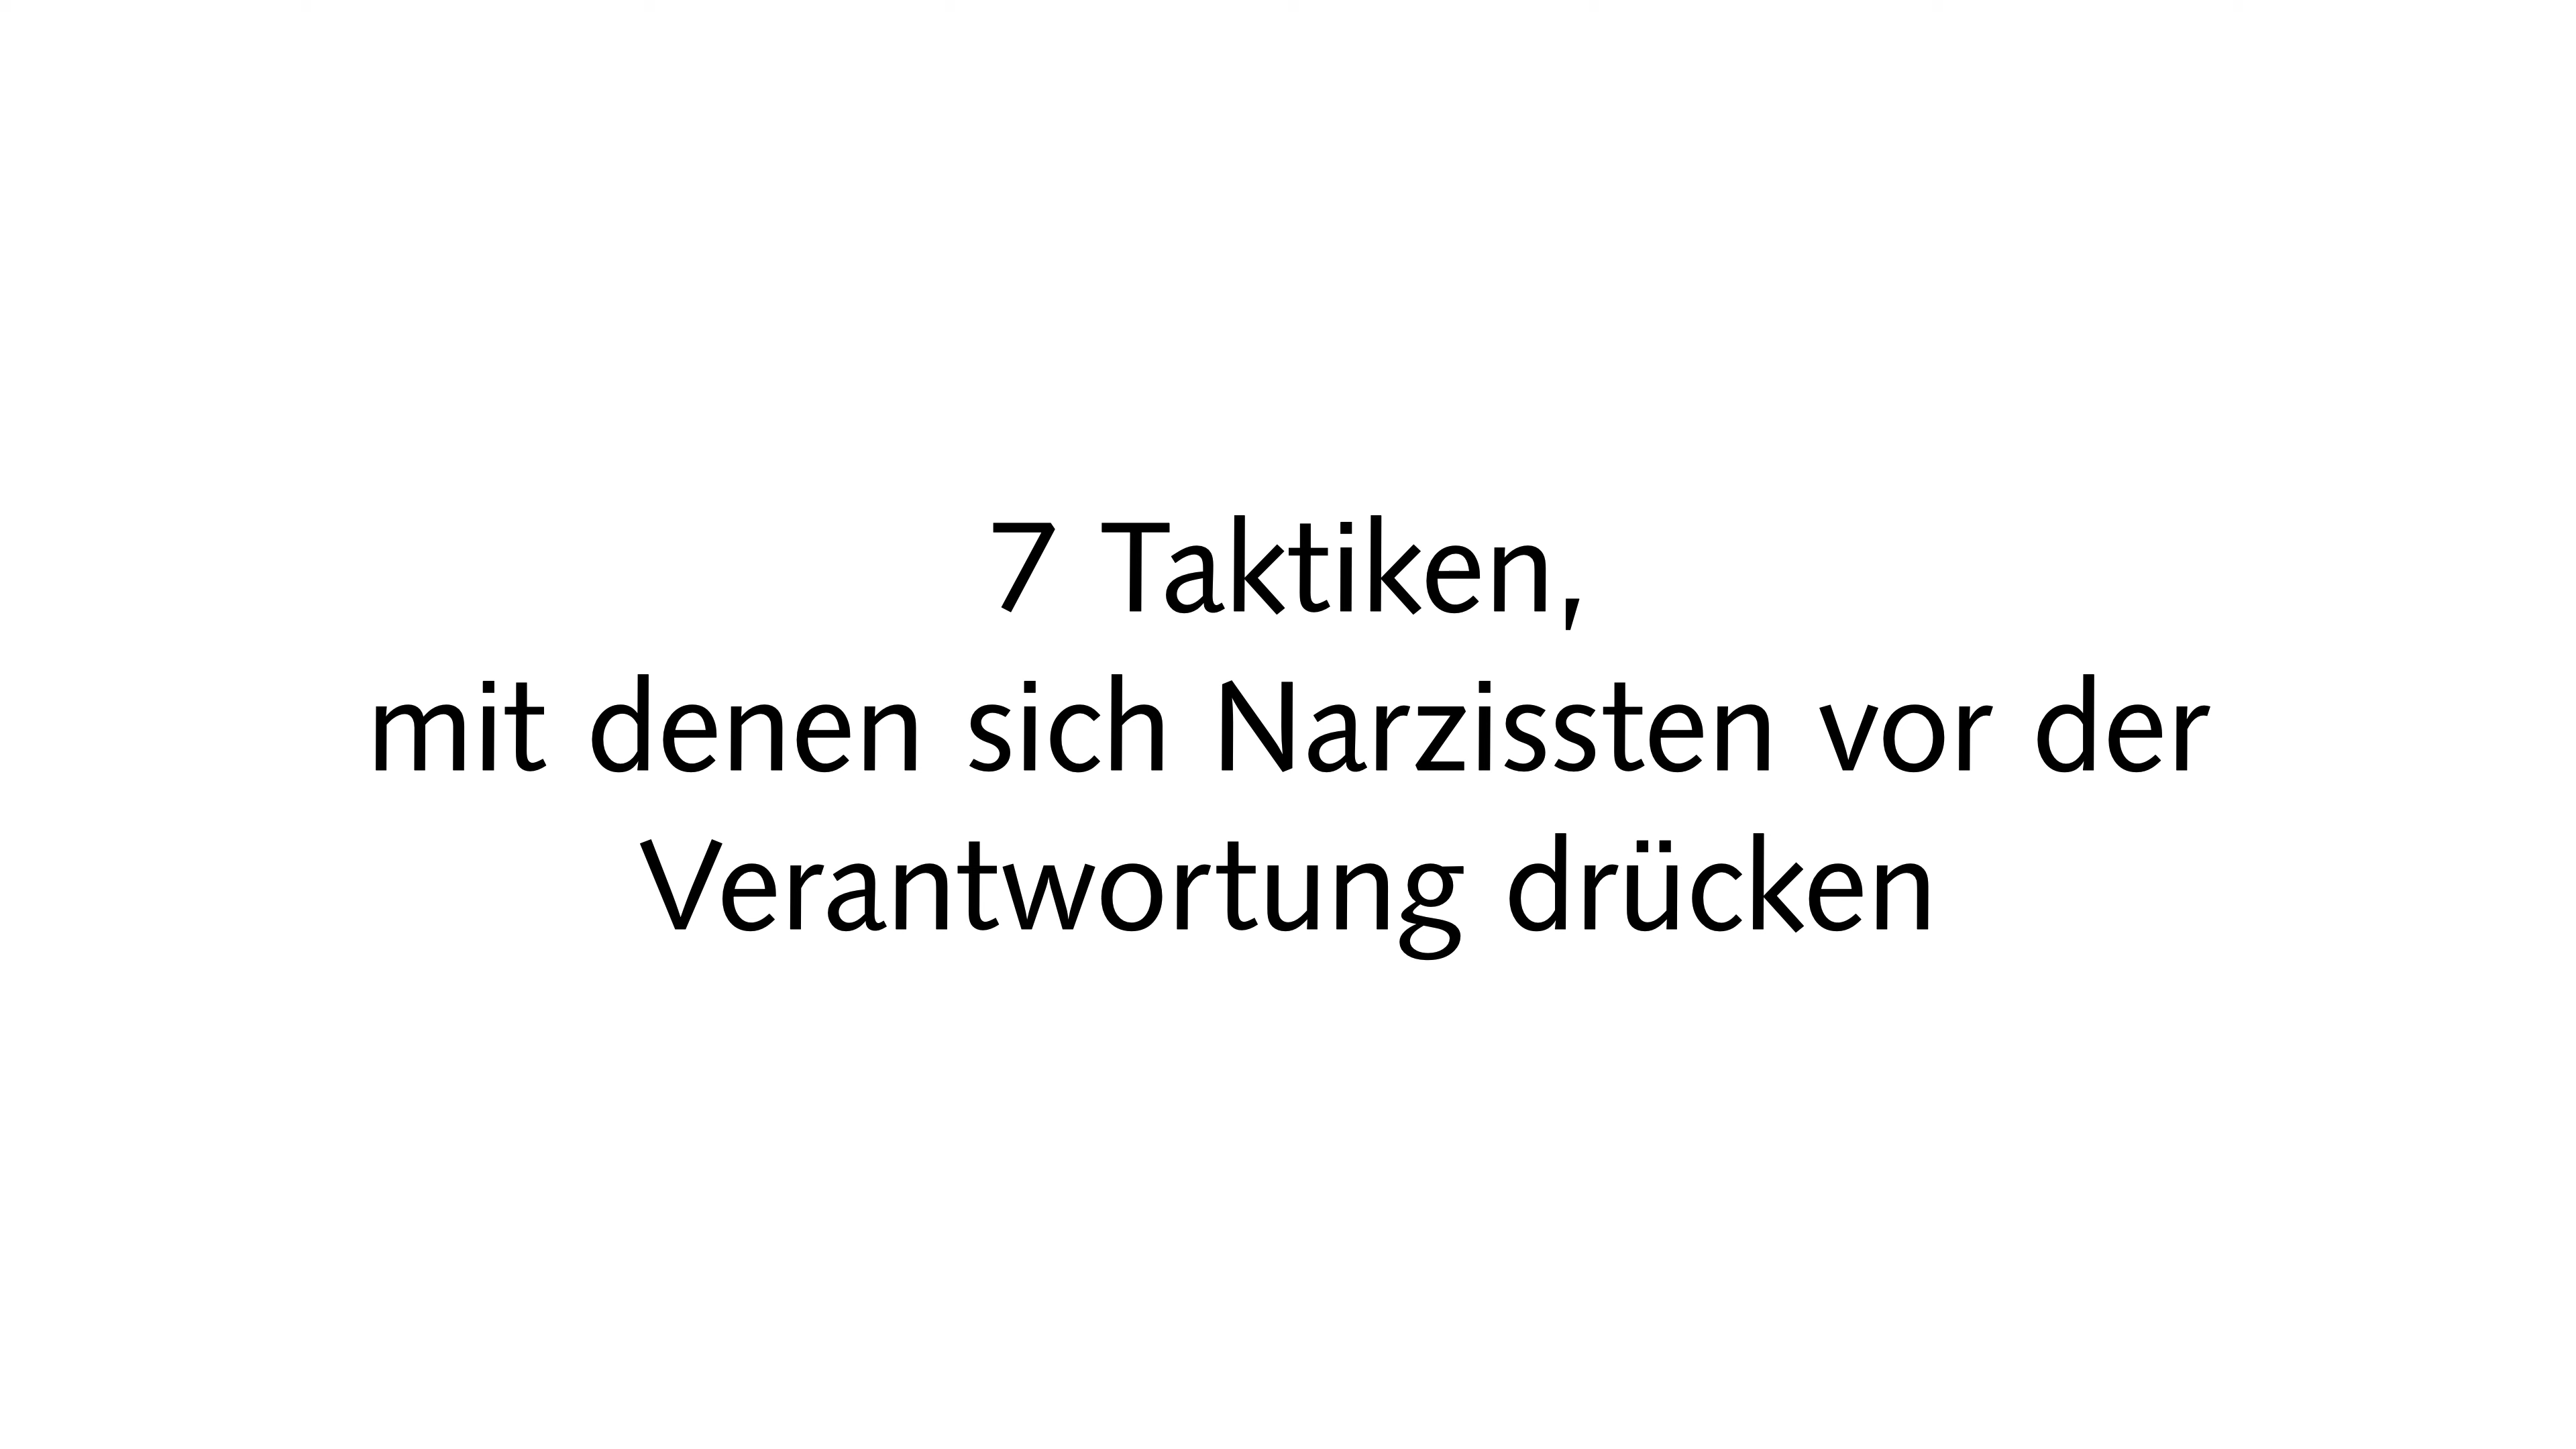 7 Taktiken,
mit denen sich Narzissten vor der
Verantwortung drücken